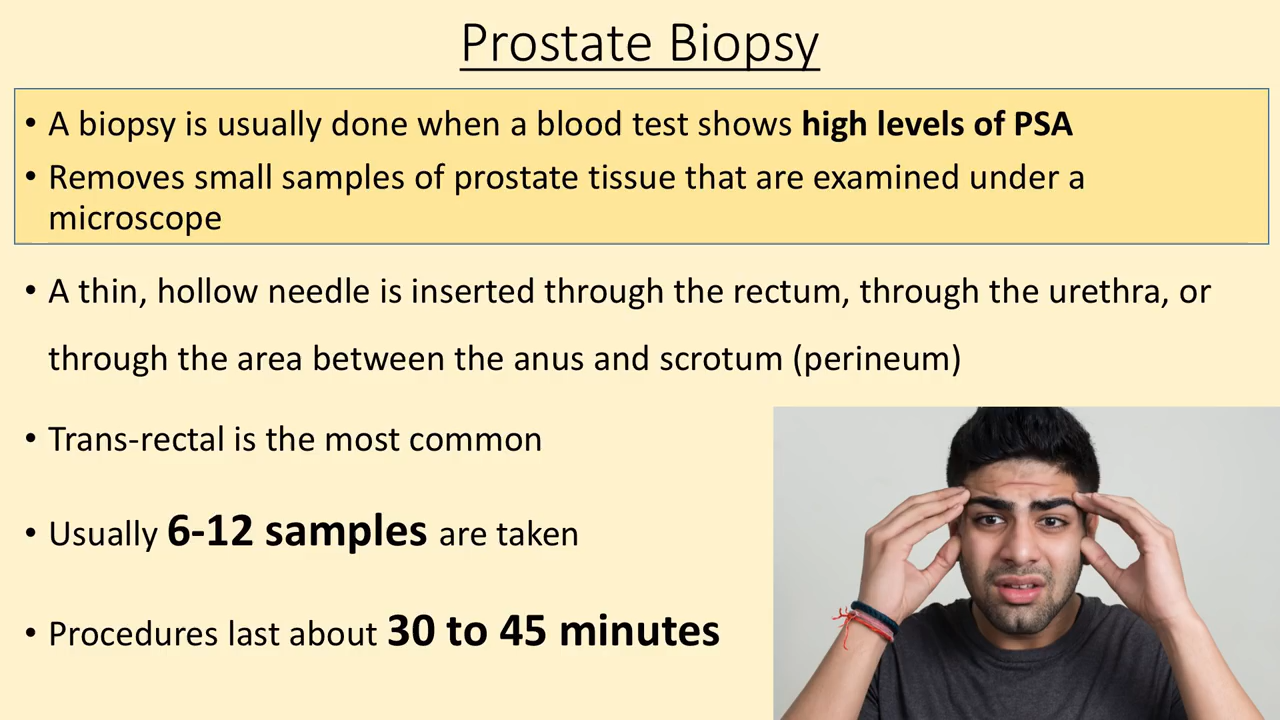 Prostate Biopsy
• A biopsy is usually done when a blood test shows high levels of PSA
• Removes small samples of prostate tissue that are examined under a
microscope
• A thin, hollow needle is inserted through the rectum, through the urethra, or
through the area between the anus and scrotum (perineum)
• Trans-rectal is the most common
• Usually 6-12 samples are taken
• Procedures last about 30 to 45 minutes